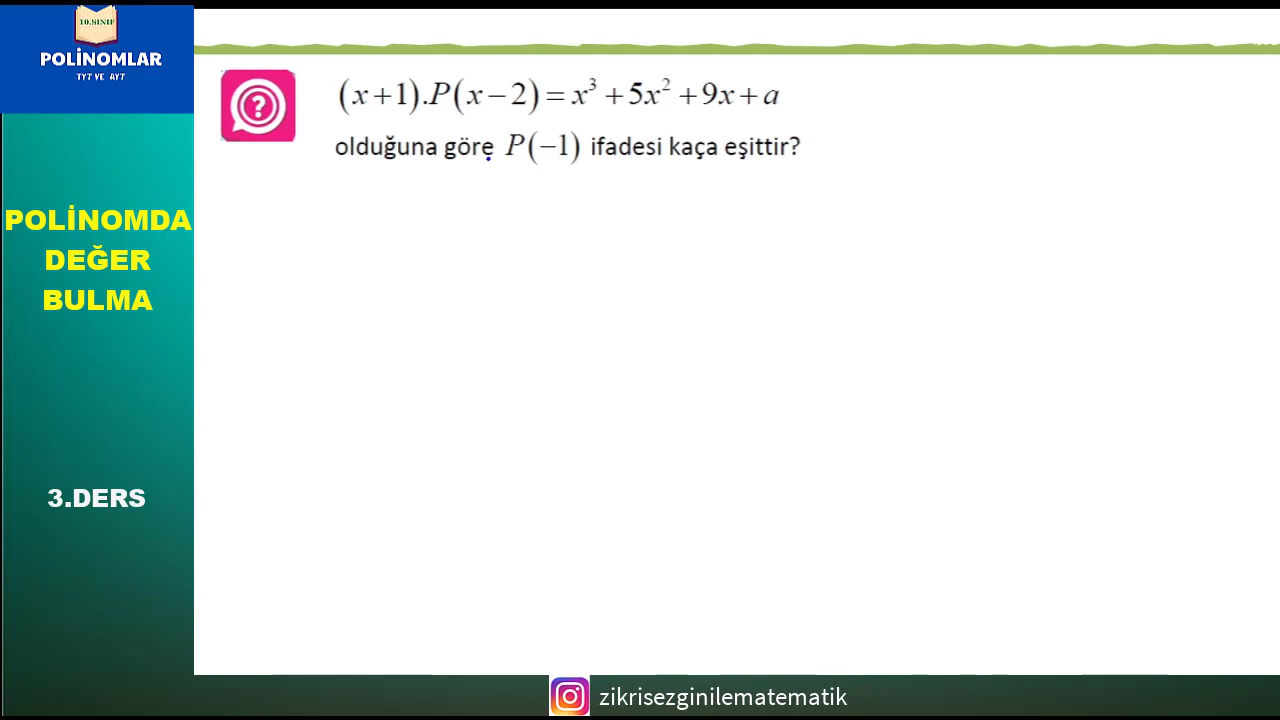 10.SINIF
POLİNOMLAR
TYT VE AYT
(x+1).P(x−2)=x³+5x²+9x+a
olduğuna göre P(−1) ifadesi kaça eşittir?
POLİNOMDA
DEĞER
BULMA
3.DERS
zikrisezginilematematik